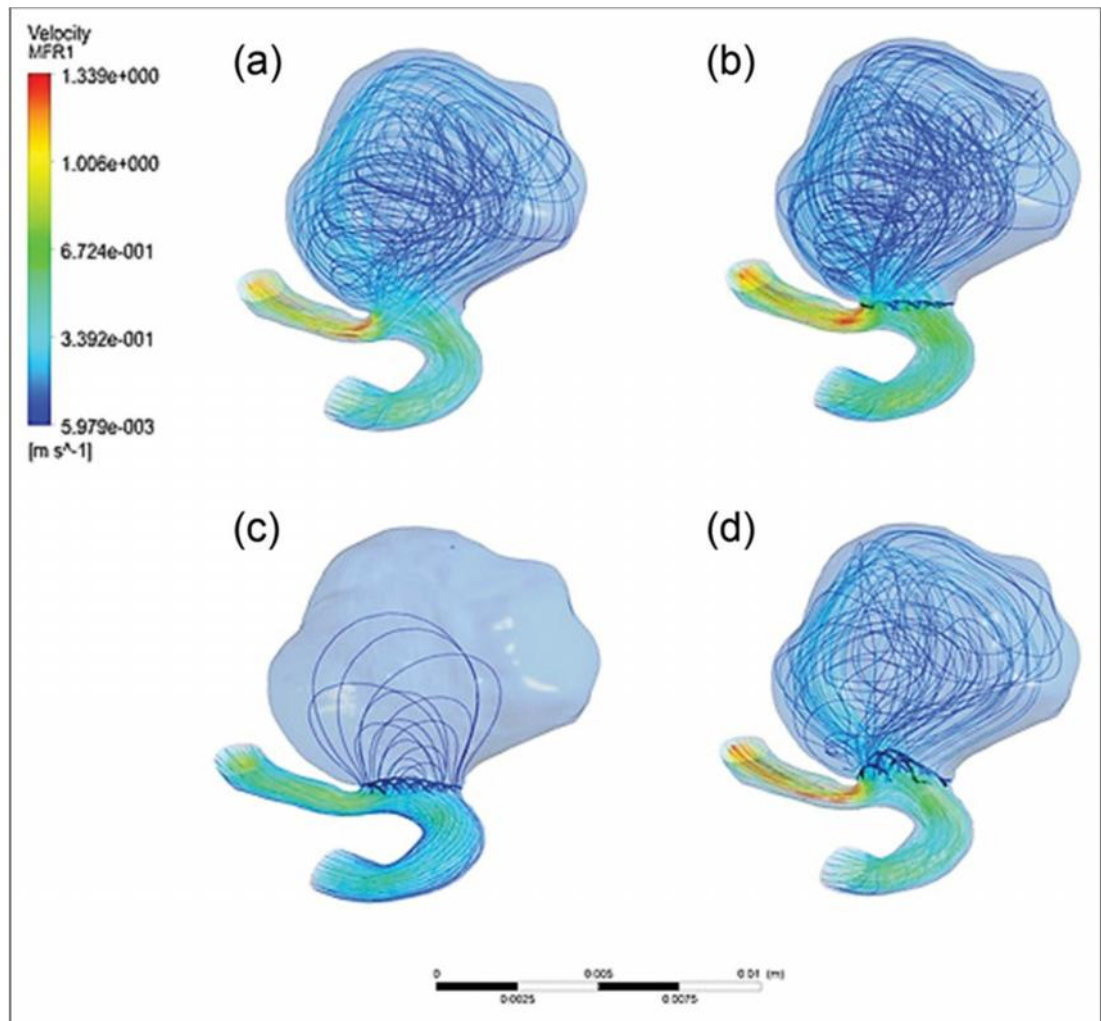 Velocity
MFR1
1.339e+000
1.006e+000
6.724e-001
3.392e-001
5.979e-003
[m s^-1]
(a)
(b)
(c)
(d)
0 0.005 0.01 (m)
0.0025 0.0075